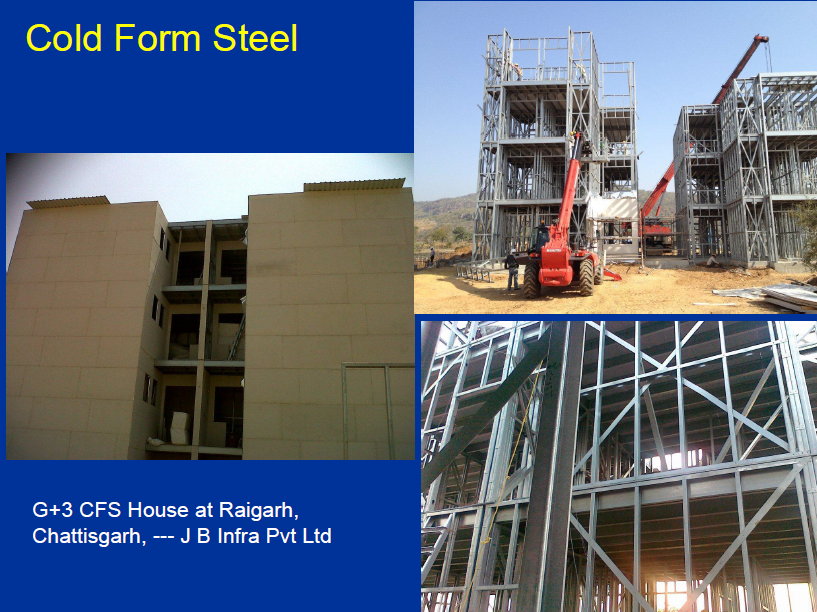 Cold Form Steel
G+3 CFS House at Raigarh,
Chattisgarh, --- J B Infra Pvt Ltd